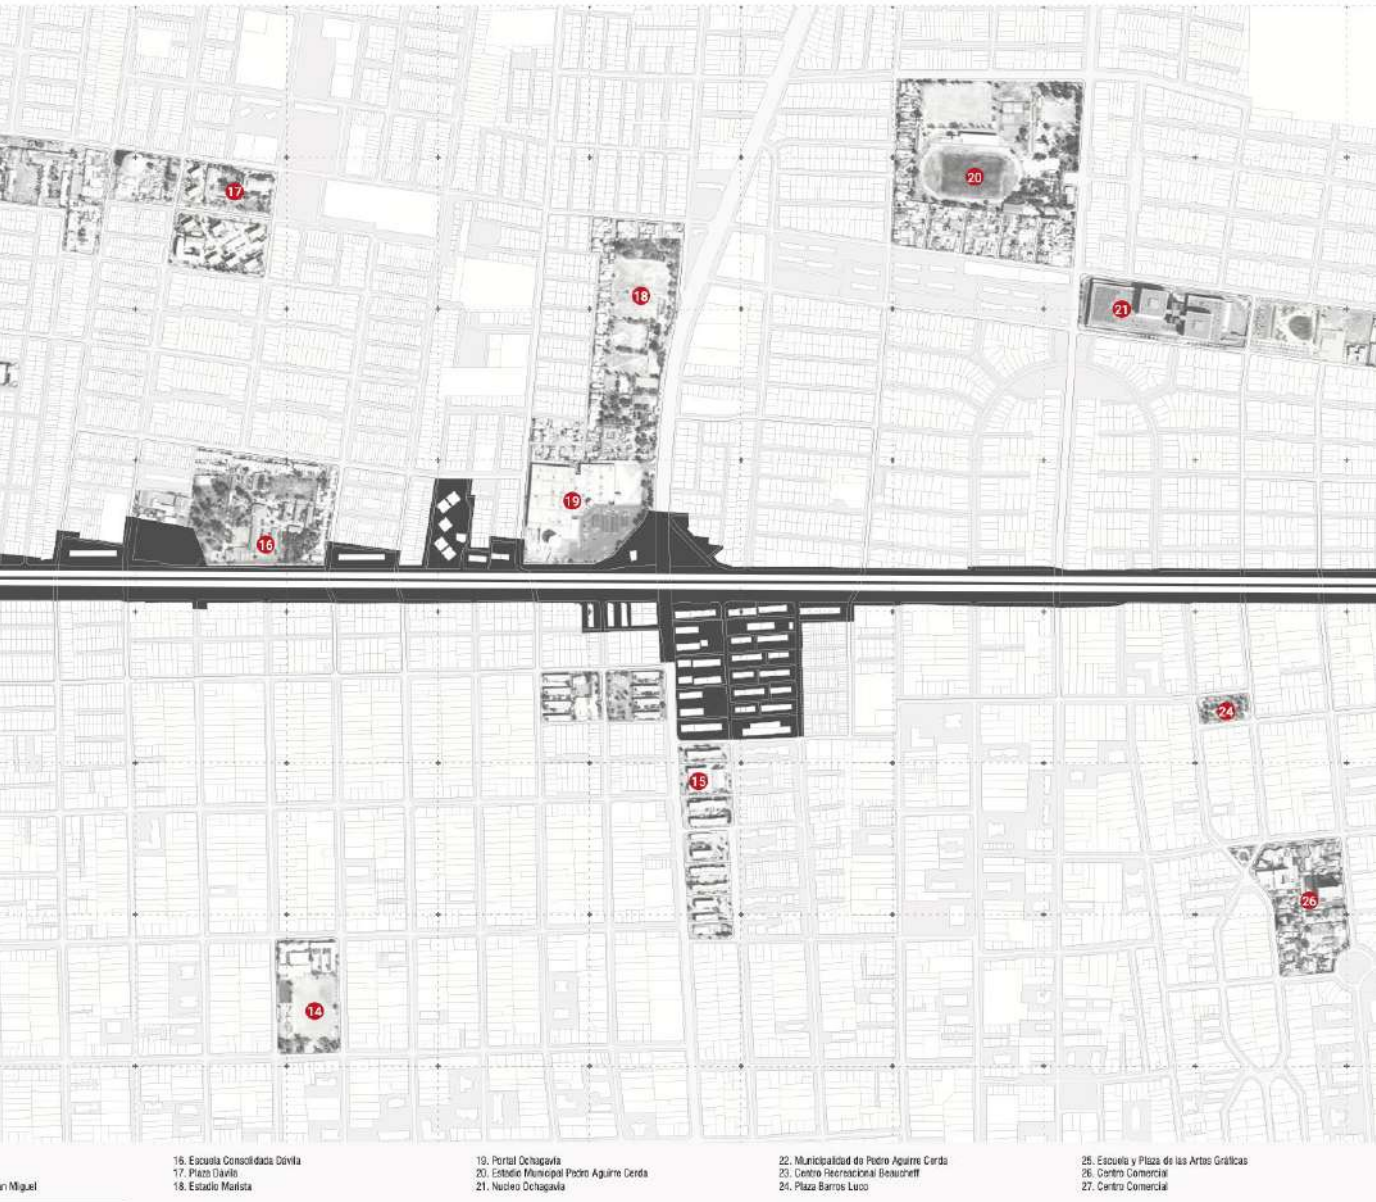 20
17
21
18
19
16
24
15
26
14
n Miguel
16. Escuela Consolidada Dávila
17. Plaza Dávila
18. Estadio Marista
19. Portal Ochagavía
20. Estadio Municipal Pedro Aguirre Cerda
21. Nucleo Ochagavía
22. Municipalidad de Pedro Aguirre Cerda
23. Centro Recreacional Beaucheff
24. Plaza Barros Luco
25. Escuela y Plaza de las Artes Gráficas
26. Centro Comercial
27. Centro Comercial